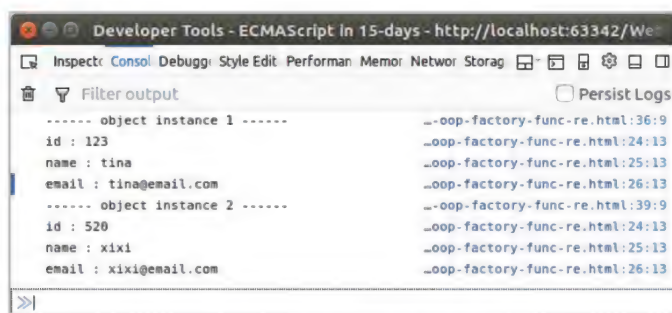 Developer Tools - ECMAScript in 15-days - http://localhost:63342/We
Inspect Consol Debugg Style Edit Performan Memor Networ Storag
Filter output Persist Logs
------ object instance 1 ------ …-oop-factory-func-re.html:36:9
id : 123 …oop-factory-func-re.html:24:13
name : tina …oop-factory-func-re.html:25:13
email : tina@email.com …oop-factory-func-re.html:26:13
------ object instance 2 ------ …-oop-factory-func-re.html:39:9
id : 520 …oop-factory-func-re.html:24:13
name : xixi …oop-factory-func-re.html:25:13
email : xixi@email.com …oop-factory-func-re.html:26:13
≫